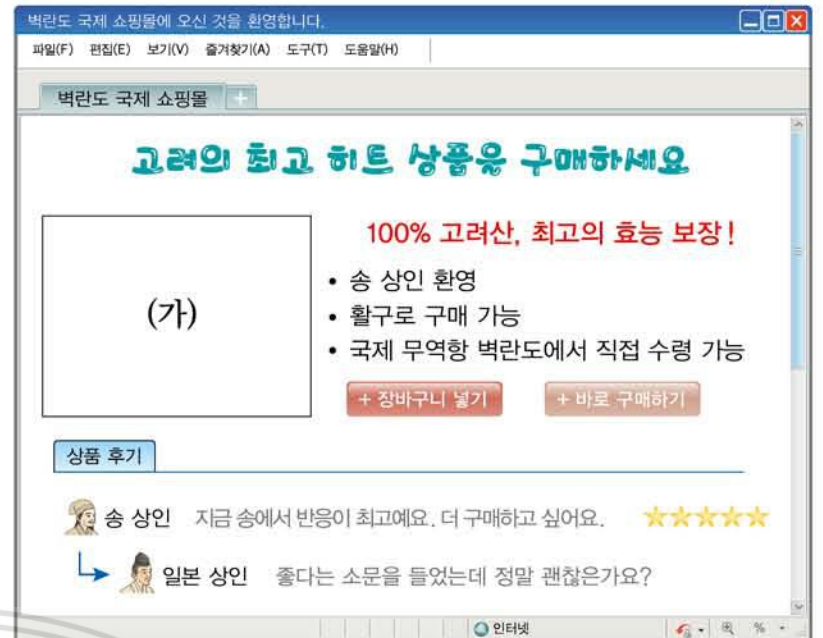 벽란도 국제 쇼핑몰에 오신 것을 환영합니다.
파일(F) 편집(E) 보기(V) 즐겨찾기(A) 도구(T) 도움말(H)
벽란도 국제 쇼핑몰 +
고려의 최고 히트 상품을 구매하세요
(가)
100% 고려산, 최고의 효능 보장!
• 송 상인 환영
• 활구로 구매 가능
• 국제 무역항 벽란도에서 직접 수령 가능
+ 장바구니 넣기 + 바로 구매하기
상품 후기
송 상인 지금 송에서 반응이 최고예요. 더 구매하고 싶어요.
일본 상인 좋다는 소문을 들었는데 정말 괜찮은가요?
인터넷 %